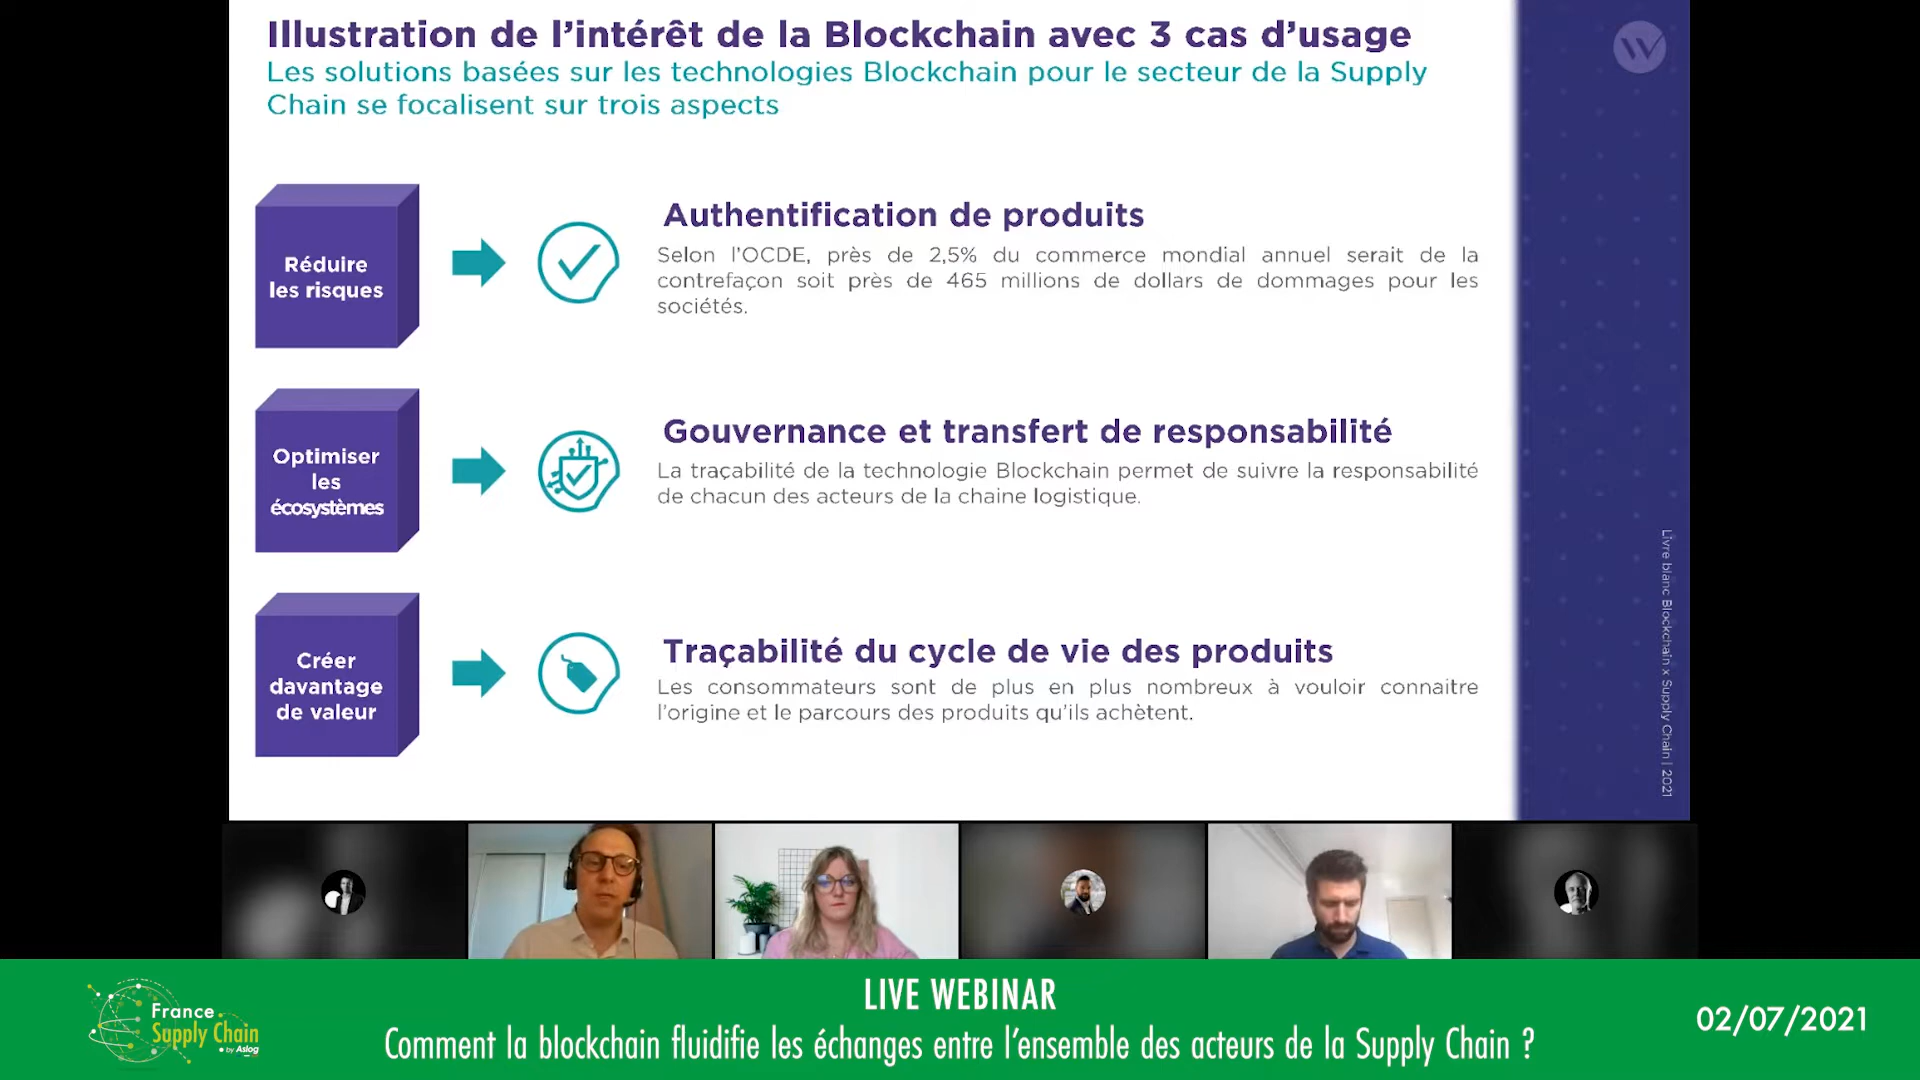 Illustration de l’intérêt de la Blockchain avec 3 cas d’usage
Les solutions basées sur les technologies Blockchain pour le secteur de la Supply
Chain se focalisent sur trois aspects
Réduire
les risques
Authentification de produits
Selon l’OCDE, près de 2,5% du commerce mondial annuel serait de la
contrefaçon soit près de 465 millions de dollars de dommages pour les
sociétés.
Optimiser
les
écosystèmes
Gouvernance et transfert de responsabilité
La traçabilité de la technologie Blockchain permet de suivre la responsabilité
de chacun des acteurs de la chaine logistique.
Créer
davantage
de valeur
Traçabilité du cycle de vie des produits
Les consommateurs sont de plus en plus nombreux à vouloir connaitre
l’origine et le parcours des produits qu’ils achètent.
Livre blanc Blockchain x Supply Chain | 2021
France
Supply Chain
by Aslog
LIVE WEBINAR
Comment la blockchain fluidifie les échanges entre l’ensemble des acteurs de la Supply Chain ?
02/07/2021